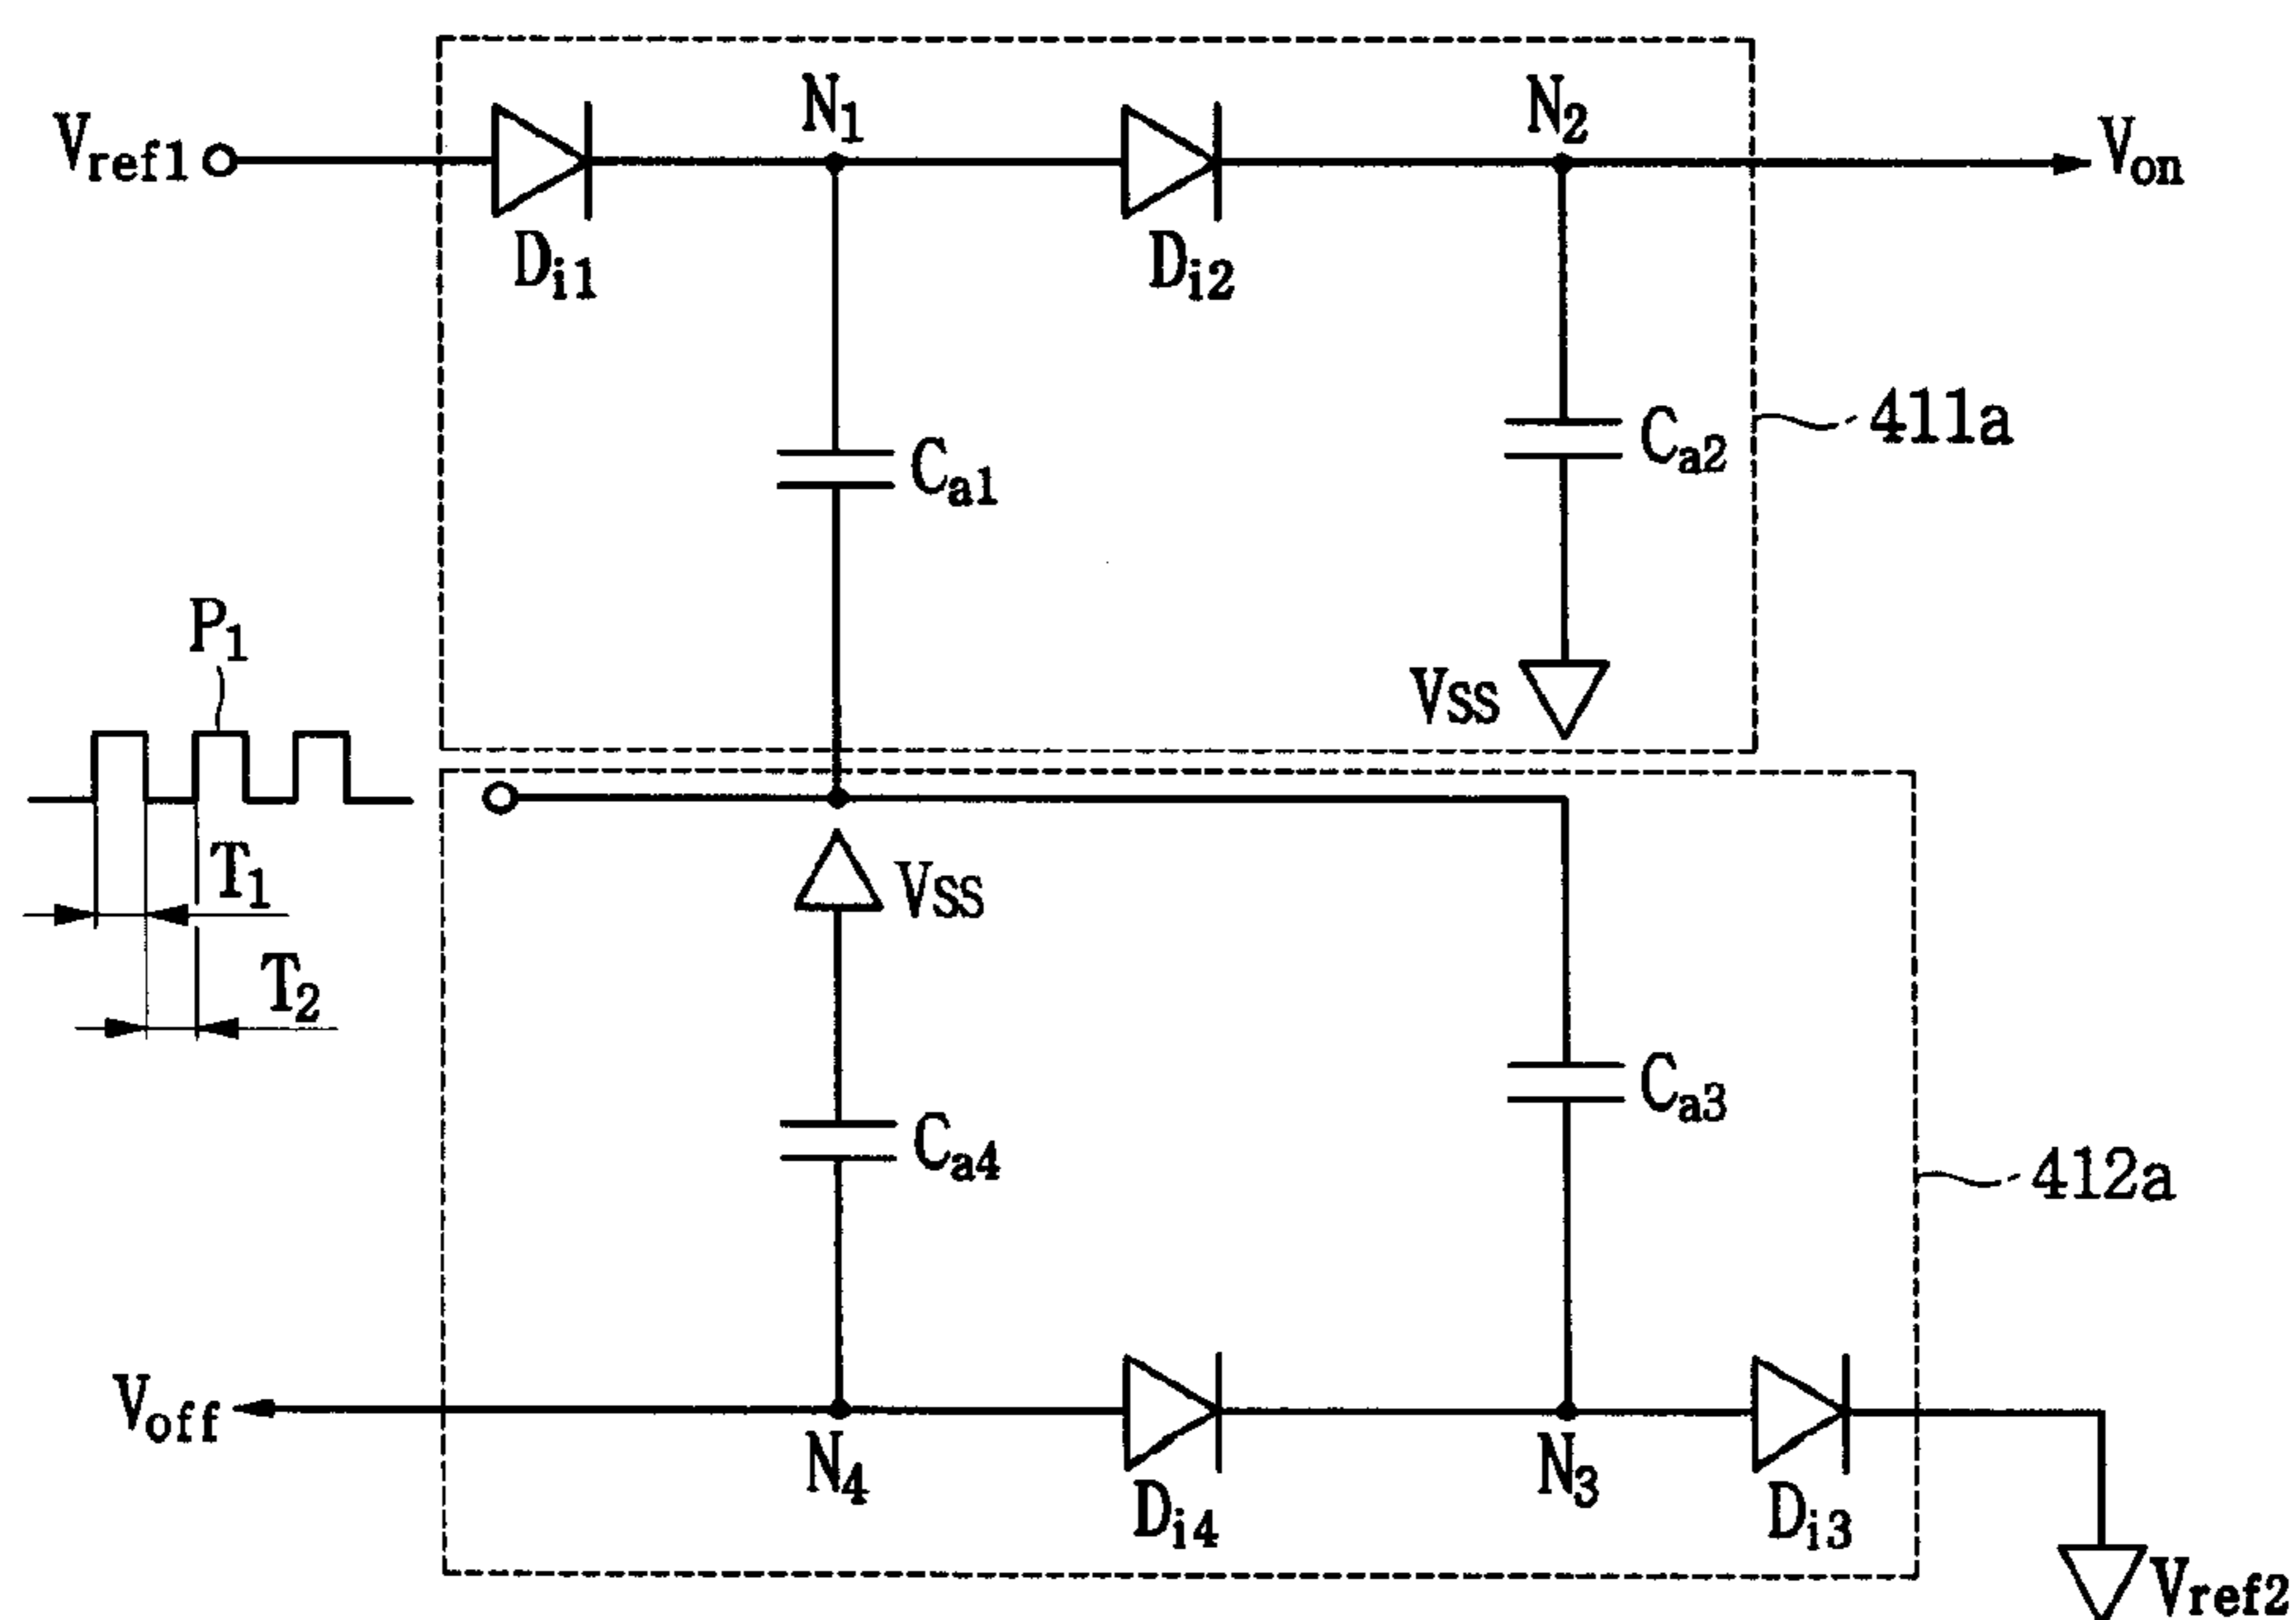 Vref1
N1
N2
Von
Di1
Di2
Ca1
Ca2
411a
P1
VSS
T1
VSS
T2
Ca3
Ca4
412a
Voff
N4
Di4
N3
Di3
Vref2